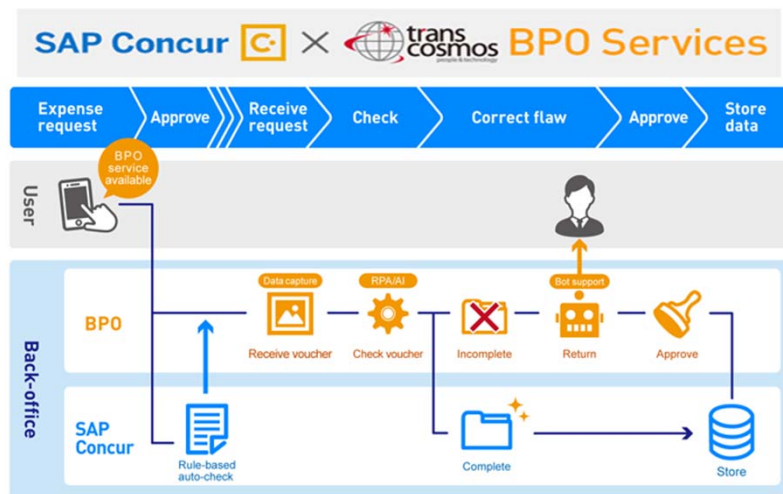 SAP Concur C × trans cosmos people & technology BPO Services
Expense request
Approve
Receive request
Check
Correct flaw
Approve
Store data
BPO service available
User
Back-office
BPO
Data capture
Receive voucher
RPA/AI
Check voucher
Incomplete
Bot support
Return
Approve
SAP Concur
Rule-based auto-check
Complete
Store